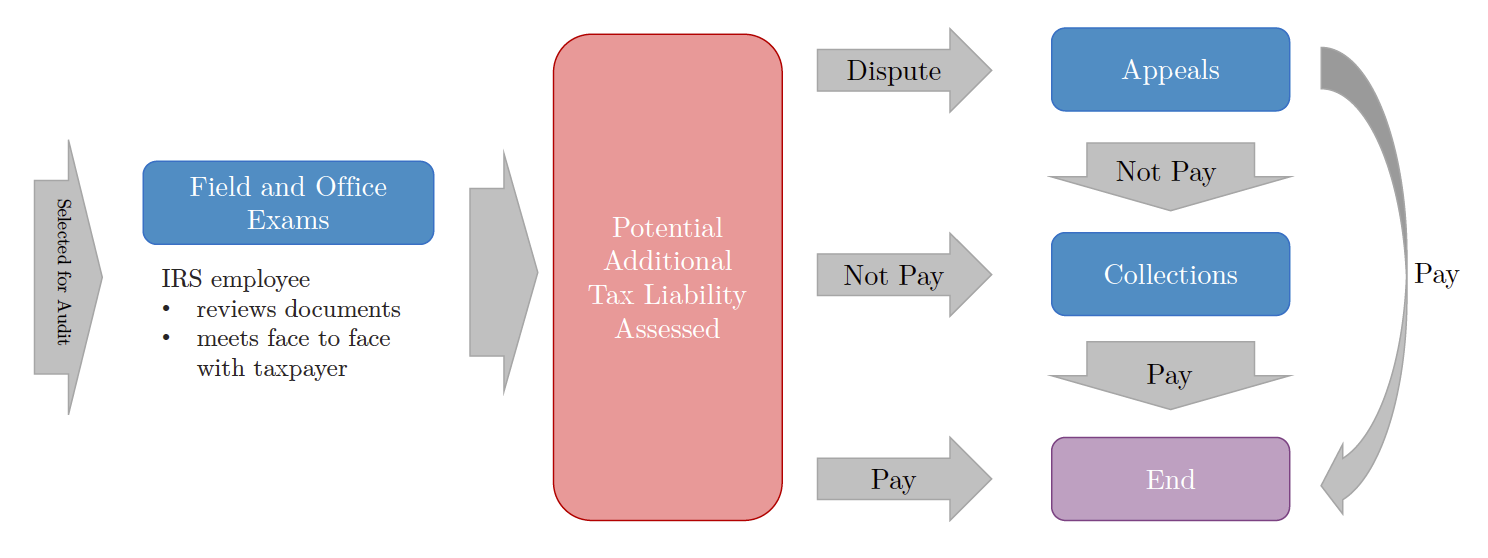 Selected for Audit
Field and Office
Exams
IRS employee
• reviews documents
• meets face to face
with taxpayer
Potential
Additional
Tax Liability
Assessed
Dispute
Appeals
Not Pay
Not Pay
Collections
Pay
Pay
Pay
End